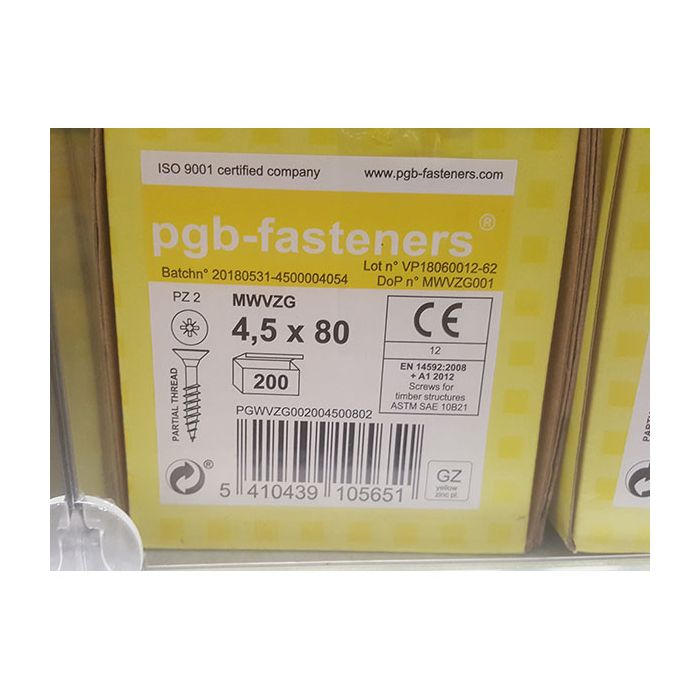 ISO 9001 certified company www.pgb-fasteners.com
pgb-fasteners®
Batchn° 20180531-4500004054 Lot n° VP18060012-62
DoP n° MWVZG001
PZ 2 MWVZG
4,5 x 80
CE
12
200
EN 14592:2008
+ A1 2012
Screws for
timber structures
ASTM SAE 10B21
PARTIAL THREAD
PGWVZG002004500802
®
5 410439 105651
GZ
yellow
zinc pl.